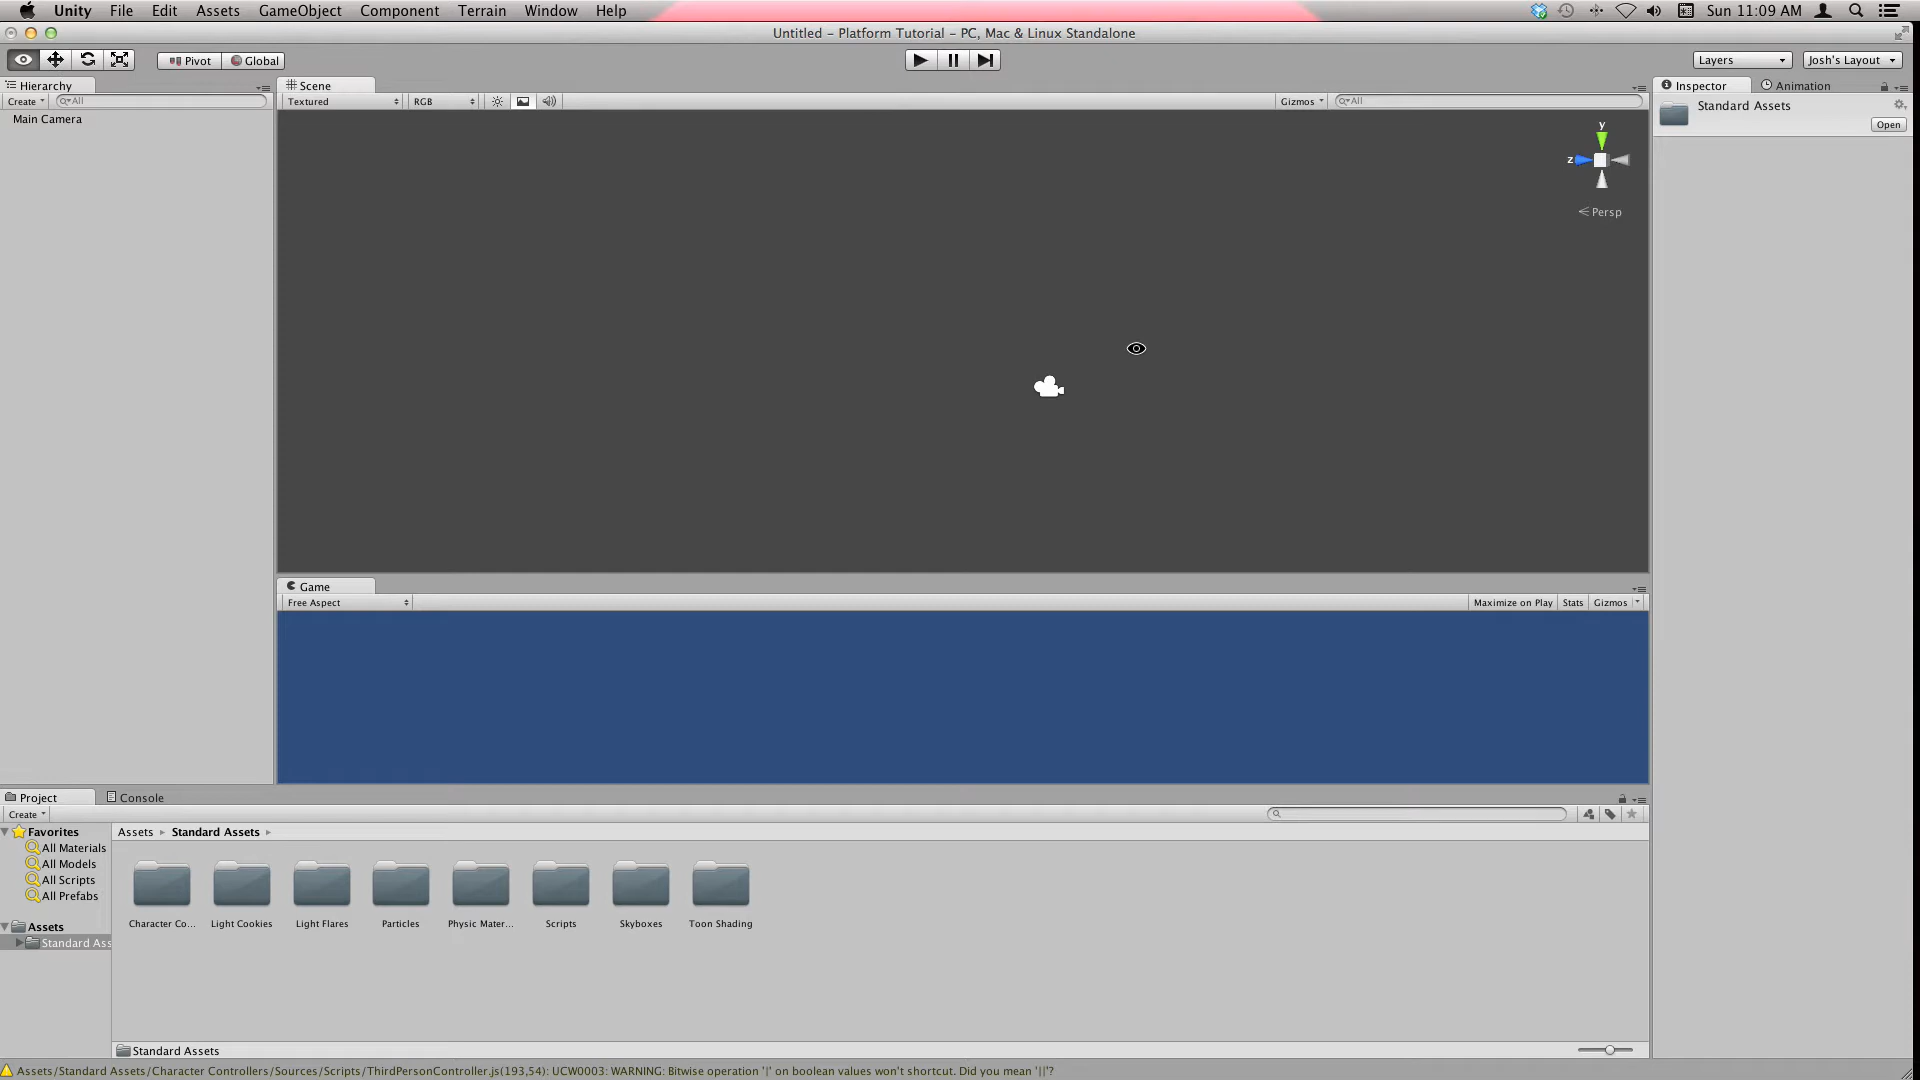 Unity File Edit Assets GameObject Component Terrain Window Help Sun 11:09 AM
Untitled - Platform Tutorial - PC, Mac & Linux Standalone
Pivot Global Layers Josh's Layout
Hierarchy Scene Inspector Animation
Create All Textured RGB Gizmos All
Standard Assets
Open
Main Camera
y
z
Persp
Game
Free Aspect Maximize on Play Stats Gizmos
Project Console
Create
Favorites Assets Standard Assets
All Materials
All Models
All Scripts
All Prefabs
Assets
Standard Ass
Character Co... Light Cookies Light Flares Particles Physic Mater... Scripts Skyboxes Toon Shading
Standard Assets
Assets/Standard Assets/Character Controllers/Sources/Scripts/ThirdPersonController.js(193,54): UCW0003: WARNING: Bitwise operation '|' on boolean values won't shortcut. Did you mean '||'?